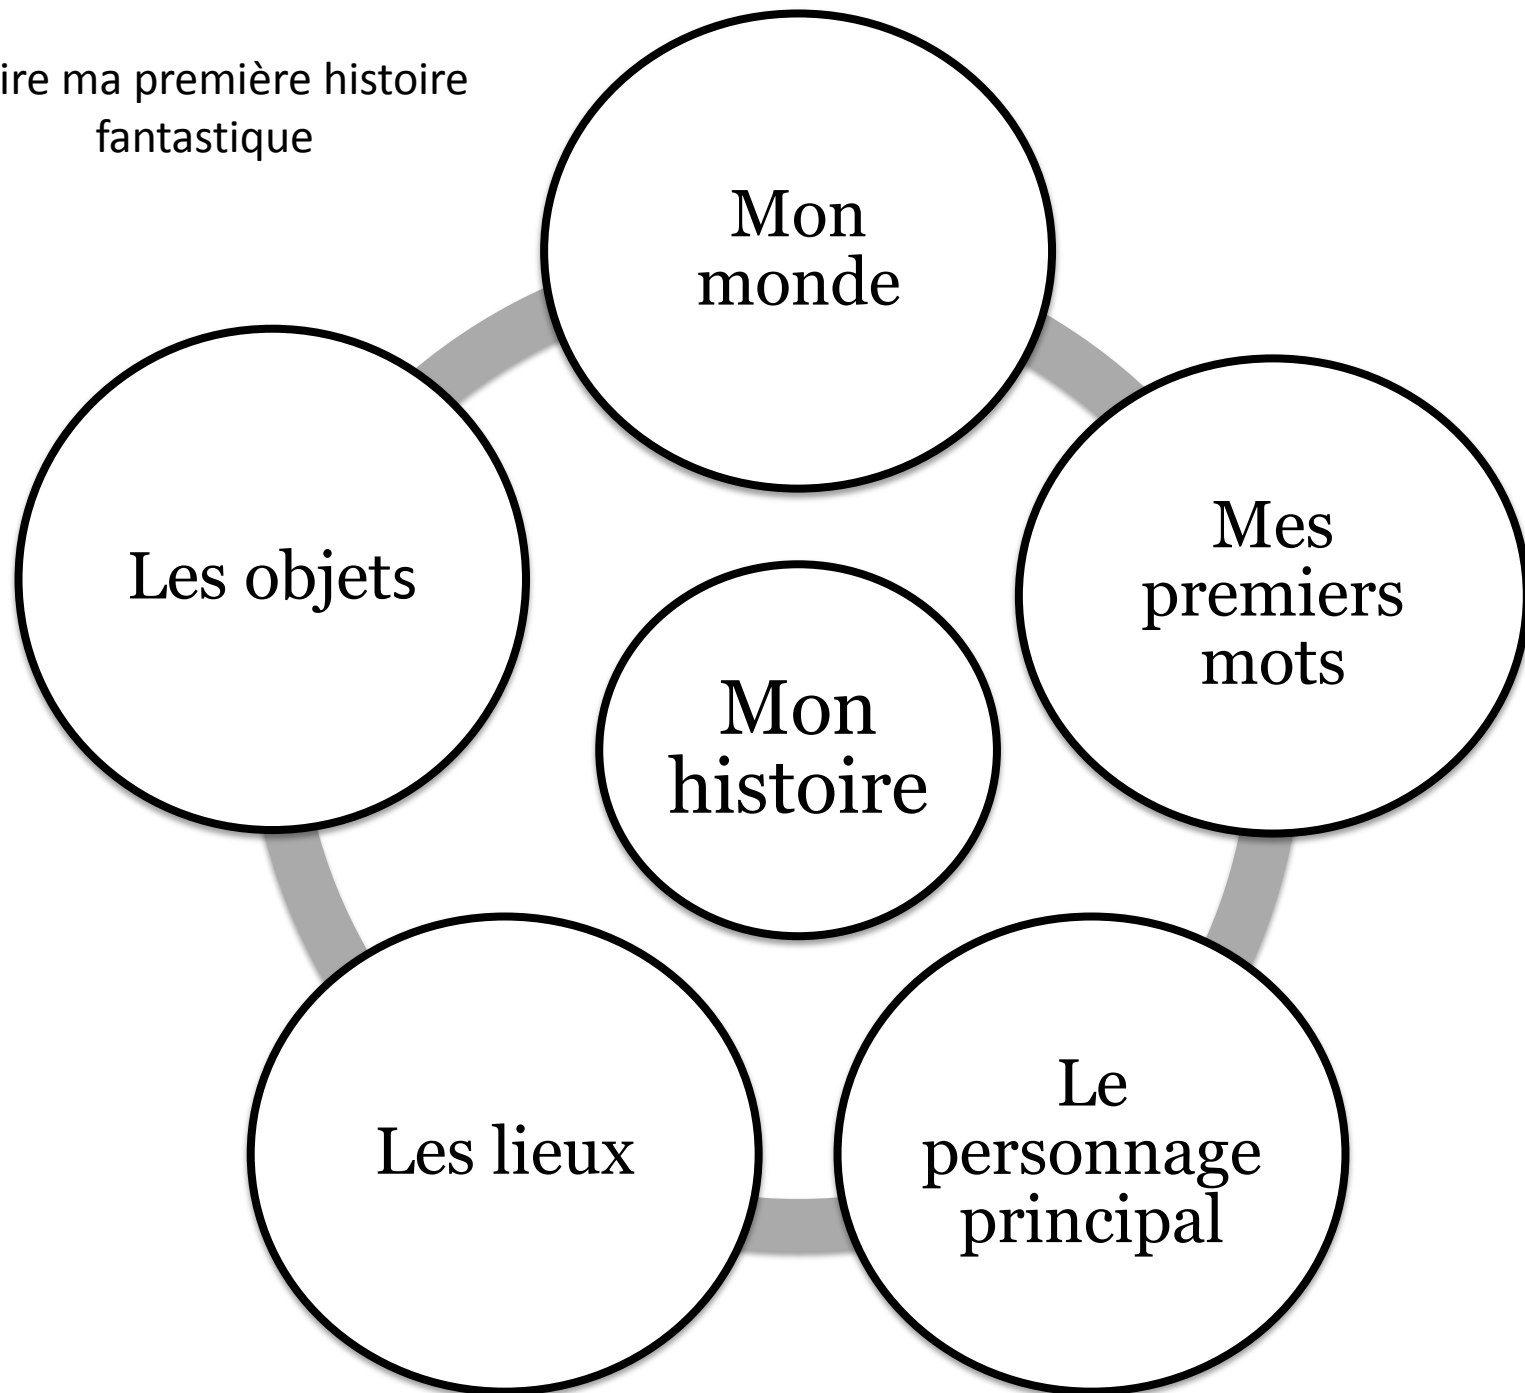 ire ma première histoire
fantastique
Mon
monde
Mes
premiers
mots
Le
personnage
principal
Les lieux
Les objets
Mon
histoire